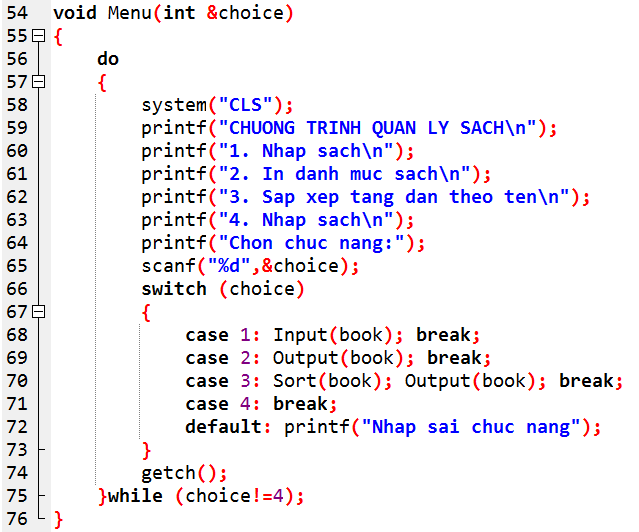 54 void Menu(int &choice)
55 {
56     do
57     {
58         system("CLS");
59         printf("CHUONG TRINH QUAN LY SACH\n");
60         printf("1. Nhap sach\n");
61         printf("2. In danh muc sach\n");
62         printf("3. Sap xep tang dan theo ten\n");
63         printf("4. Nhap sach\n");
64         printf("Chon chuc nang:");
65         scanf("%d",&choice);
66         switch (choice)
67         {
68             case 1: Input(book); break;
69             case 2: Output(book); break;
70             case 3: Sort(book); Output(book); break;
71             case 4: break;
72             default: printf("Nhap sai chuc nang");
73         }
74         getch();
75     }while (choice!=4);
76 }